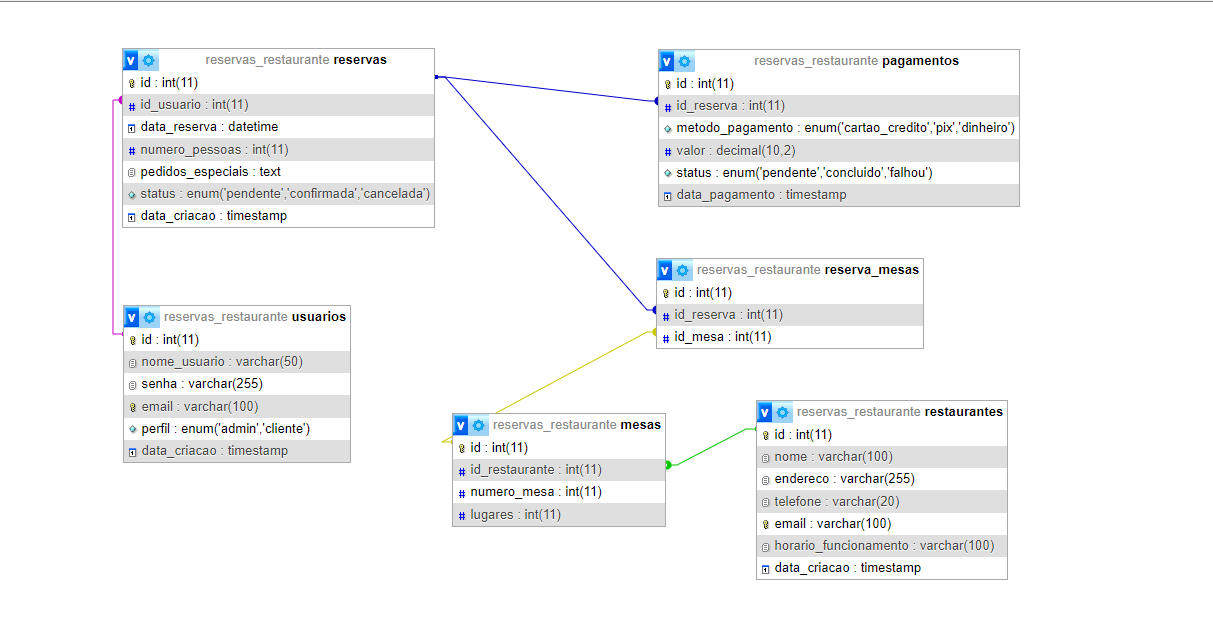 reservas_restaurante reservas
id : int(11)
id_usuario : int(11)
data_reserva : datetime
numero_pessoas : int(11)
pedidos_especiais : text
status : enum('pendente','confirmada','cancelada')
data_criacao : timestamp
reservas_restaurante pagamentos
id : int(11)
id_reserva : int(11)
metodo_pagamento : enum('cartao_credito','pix','dinheiro')
valor : decimal(10,2)
status : enum('pendente','concluido','falhou')
data_pagamento : timestamp
reservas_restaurante reserva_mesas
id : int(11)
id_reserva : int(11)
id_mesa : int(11)
reservas_restaurante usuarios
id : int(11)
nome_usuario : varchar(50)
senha : varchar(255)
email : varchar(100)
perfil : enum('admin','cliente')
data_criacao : timestamp
reservas_restaurante mesas
id : int(11)
id_restaurante : int(11)
numero_mesa : int(11)
lugares : int(11)
reservas_restaurante restaurantes
id : int(11)
nome : varchar(100)
endereco : varchar(255)
telefone : varchar(20)
email : varchar(100)
horario_funcionamento : varchar(100)
data_criacao : timestamp